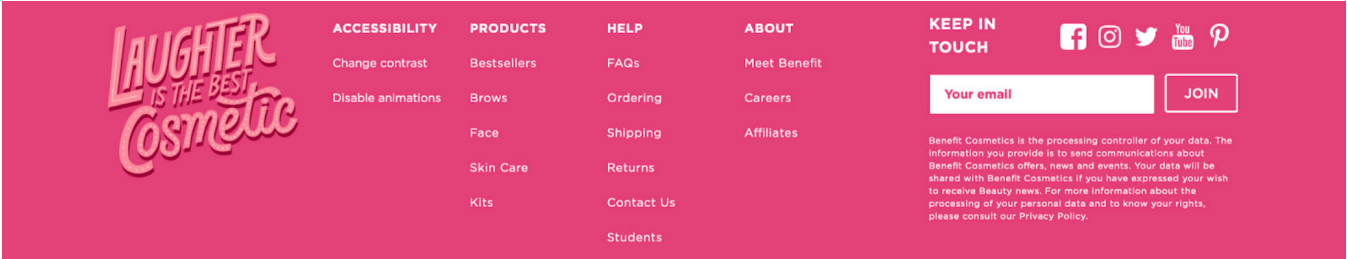 LAUGHTER
IS THE BEST
Cosmetic
ACCESSIBILITY
Change contrast
Disable animations
PRODUCTS
Bestsellers
Brows
Face
Skin Care
Kits
HELP
FAQs
Ordering
Shipping
Returns
Contact Us
Students
ABOUT
Meet Benefit
Careers
Affiliates
KEEP IN
TOUCH
You
Tube
Your email
JOIN
Benefit Cosmetics is the processing controller of your data. The
information you provide is to send communications about
Benefit Cosmetics offers, news and events. Your data will be
shared with Benefit Cosmetics if you have expressed your wish
to receive Beauty news. For more information about the
processing of your personal data and to know your rights,
please consult our Privacy Policy.